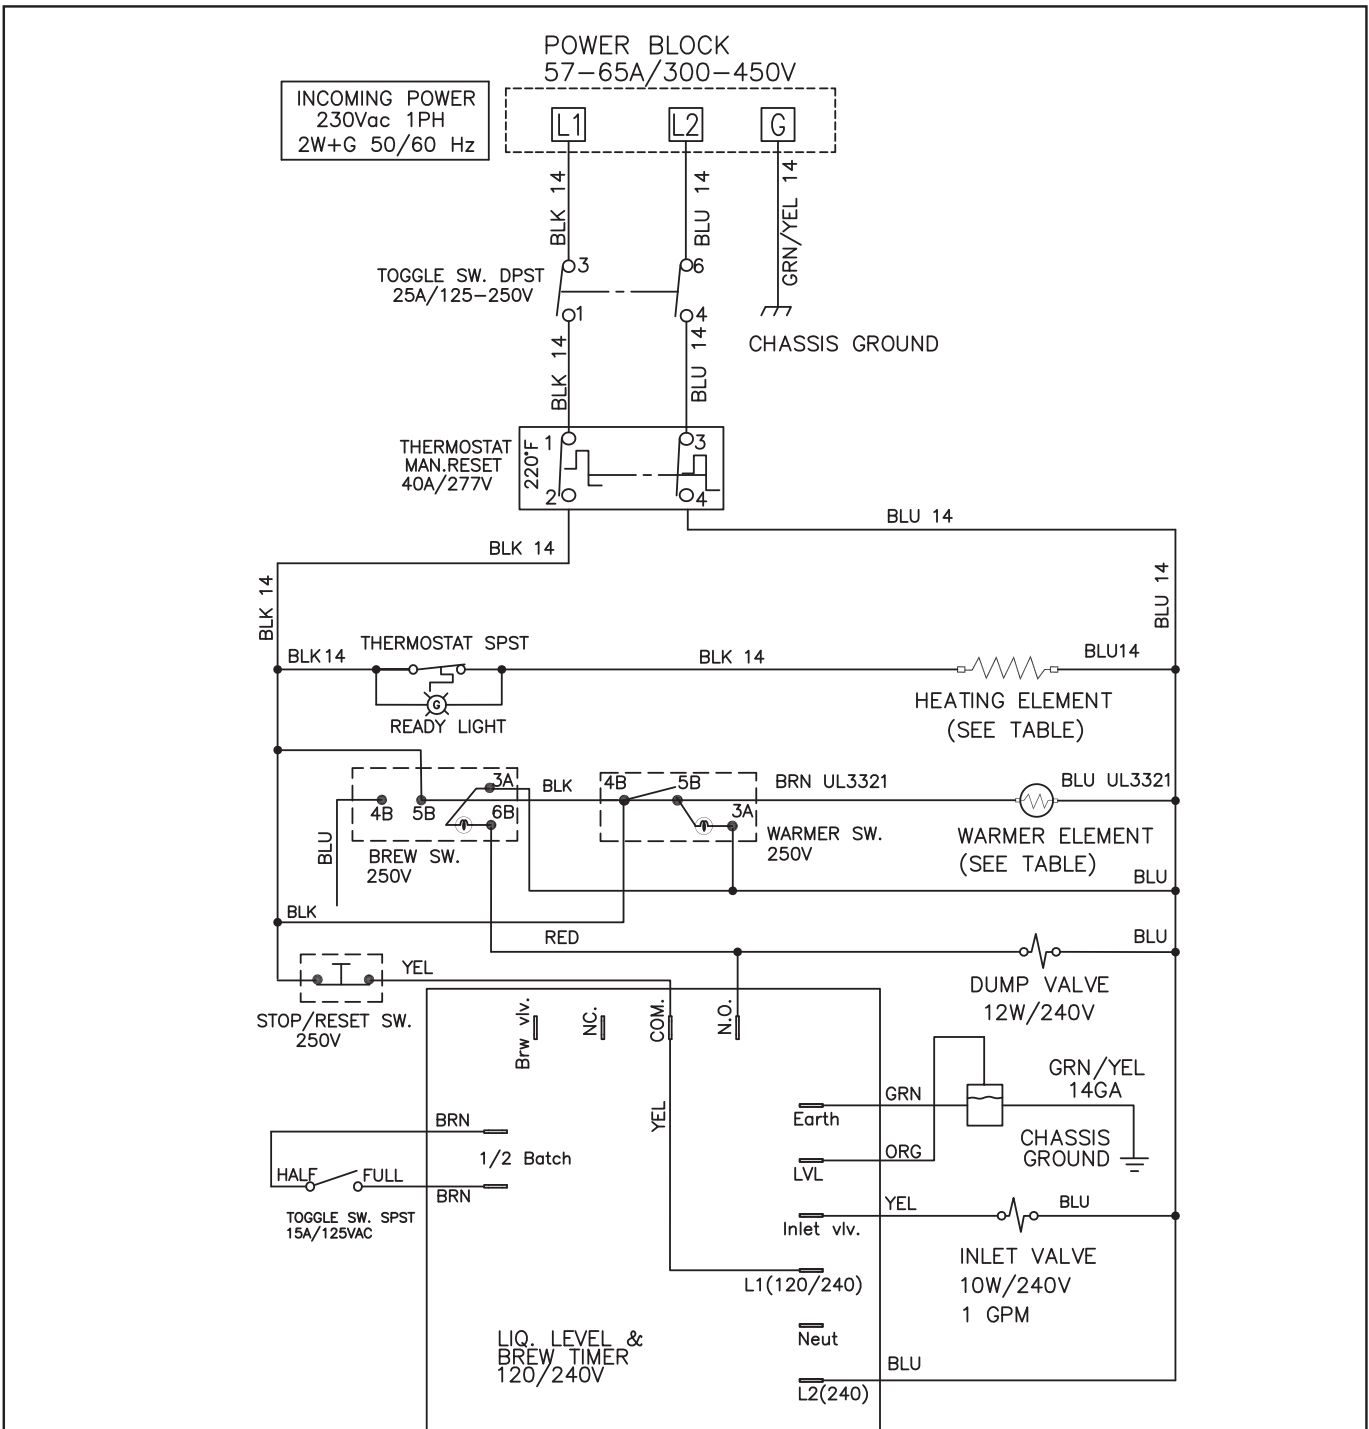 POWER BLOCK
57-65A/300-450V
INCOMING POWER
230Vac 1PH
2W+G 50/60 Hz
L1
L2
G
BLK 14
BLU 14
GRN/YEL 14
TOGGLE SW. DPST
25A/125-250V
3
6
1
4
CHASSIS GROUND
BLK 14
BLU 14
THERMOSTAT
MAN.RESET
40A/277V
220°F
1
3
2
4
BLU 14
BLK 14
BLK 14
BLU 14
THERMOSTAT SPST
BLK14
BLK 14
BLU14
G
READY LIGHT
HEATING ELEMENT
(SEE TABLE)
3A
4B
5B
6B
BLK
BLU
BREW SW.
250V
4B
5B
3A
BRN UL3321
BLU UL3321
WARMER SW.
250V
WARMER ELEMENT
(SEE TABLE)
BLU
BLK
RED
BLU
DUMP VALVE
12W/240V
YEL
STOP/RESET SW.
250V
Brw vlv.
NC.
COM.
N.O.
YEL
GRN/YEL
14GA
GRN
Earth
CHASSIS
GROUND
ORG
LVL
BRN
1/2 Batch
HALF
FULL
BRN
TOGGLE SW. SPST
15A/125VAC
YEL
BLU
Inlet vlv.
INLET VALVE
10W/240V
1 GPM
L1(120/240)
Neut
LIQ. LEVEL &
BREW TIMER
120/240V
BLU
L2(240)